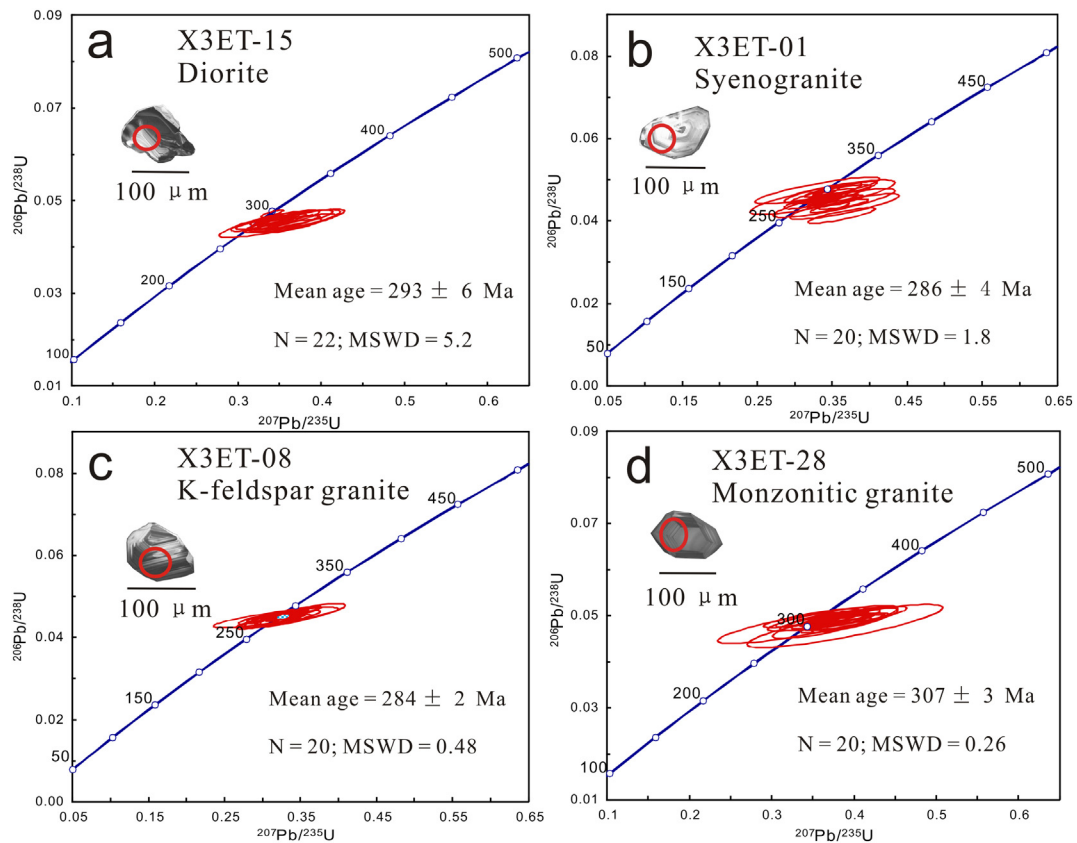 a
X3ET-15
Diorite
100 μm
Mean age = 293 ± 6 Ma
N = 22; MSWD = 5.2
0.09
0.07
0.05
0.03
0.01
0.1
0.2
0.3
0.4
0.5
0.6
100
200
300
400
500
206Pb/238U
207Pb/235U
b
X3ET-01
Syenogranite
100 μm
Mean age = 286 ± 4 Ma
N = 20; MSWD = 1.8
0.08
0.06
0.04
0.02
0.00
0.05
0.15
0.25
0.35
0.45
0.55
0.65
50
150
250
350
450
206Pb/238U
207Pb/235U
c
X3ET-08
K-feldspar granite
100 μm
Mean age = 284 ± 2 Ma
N = 20; MSWD = 0.48
0.08
0.06
0.04
0.02
0.00
0.05
0.15
0.25
0.35
0.45
0.55
0.65
50
150
250
350
450
206Pb/238U
207Pb/235U
d
X3ET-28
Monzonitic granite
100 μm
Mean age = 307 ± 3 Ma
N = 20; MSWD = 0.26
0.09
0.07
0.05
0.03
0.01
0.1
0.2
0.3
0.4
0.5
0.6
100
200
300
400
500
206Pb/238U
207Pb/235U